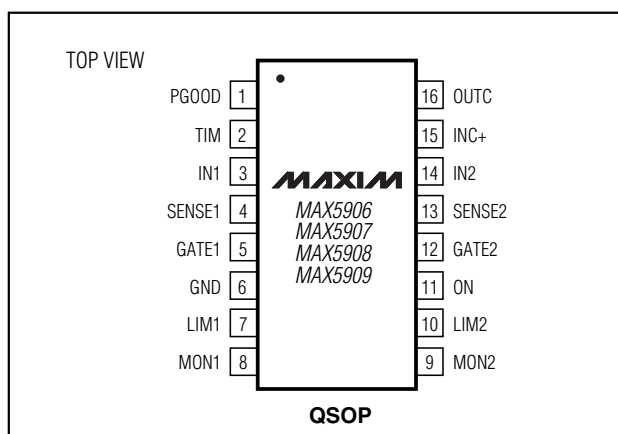 TOP VIEW
PGOOD 1
TIM 2
IN1 3
SENSE1 4
GATE1 5
GND 6
LIM1 7
MON1 8
MAXIM
MAX5906
MAX5907
MAX5908
MAX5909
16 OUTC
15 INC+
14 IN2
13 SENSE2
12 GATE2
11 ON
10 LIM2
9 MON2
QSOP